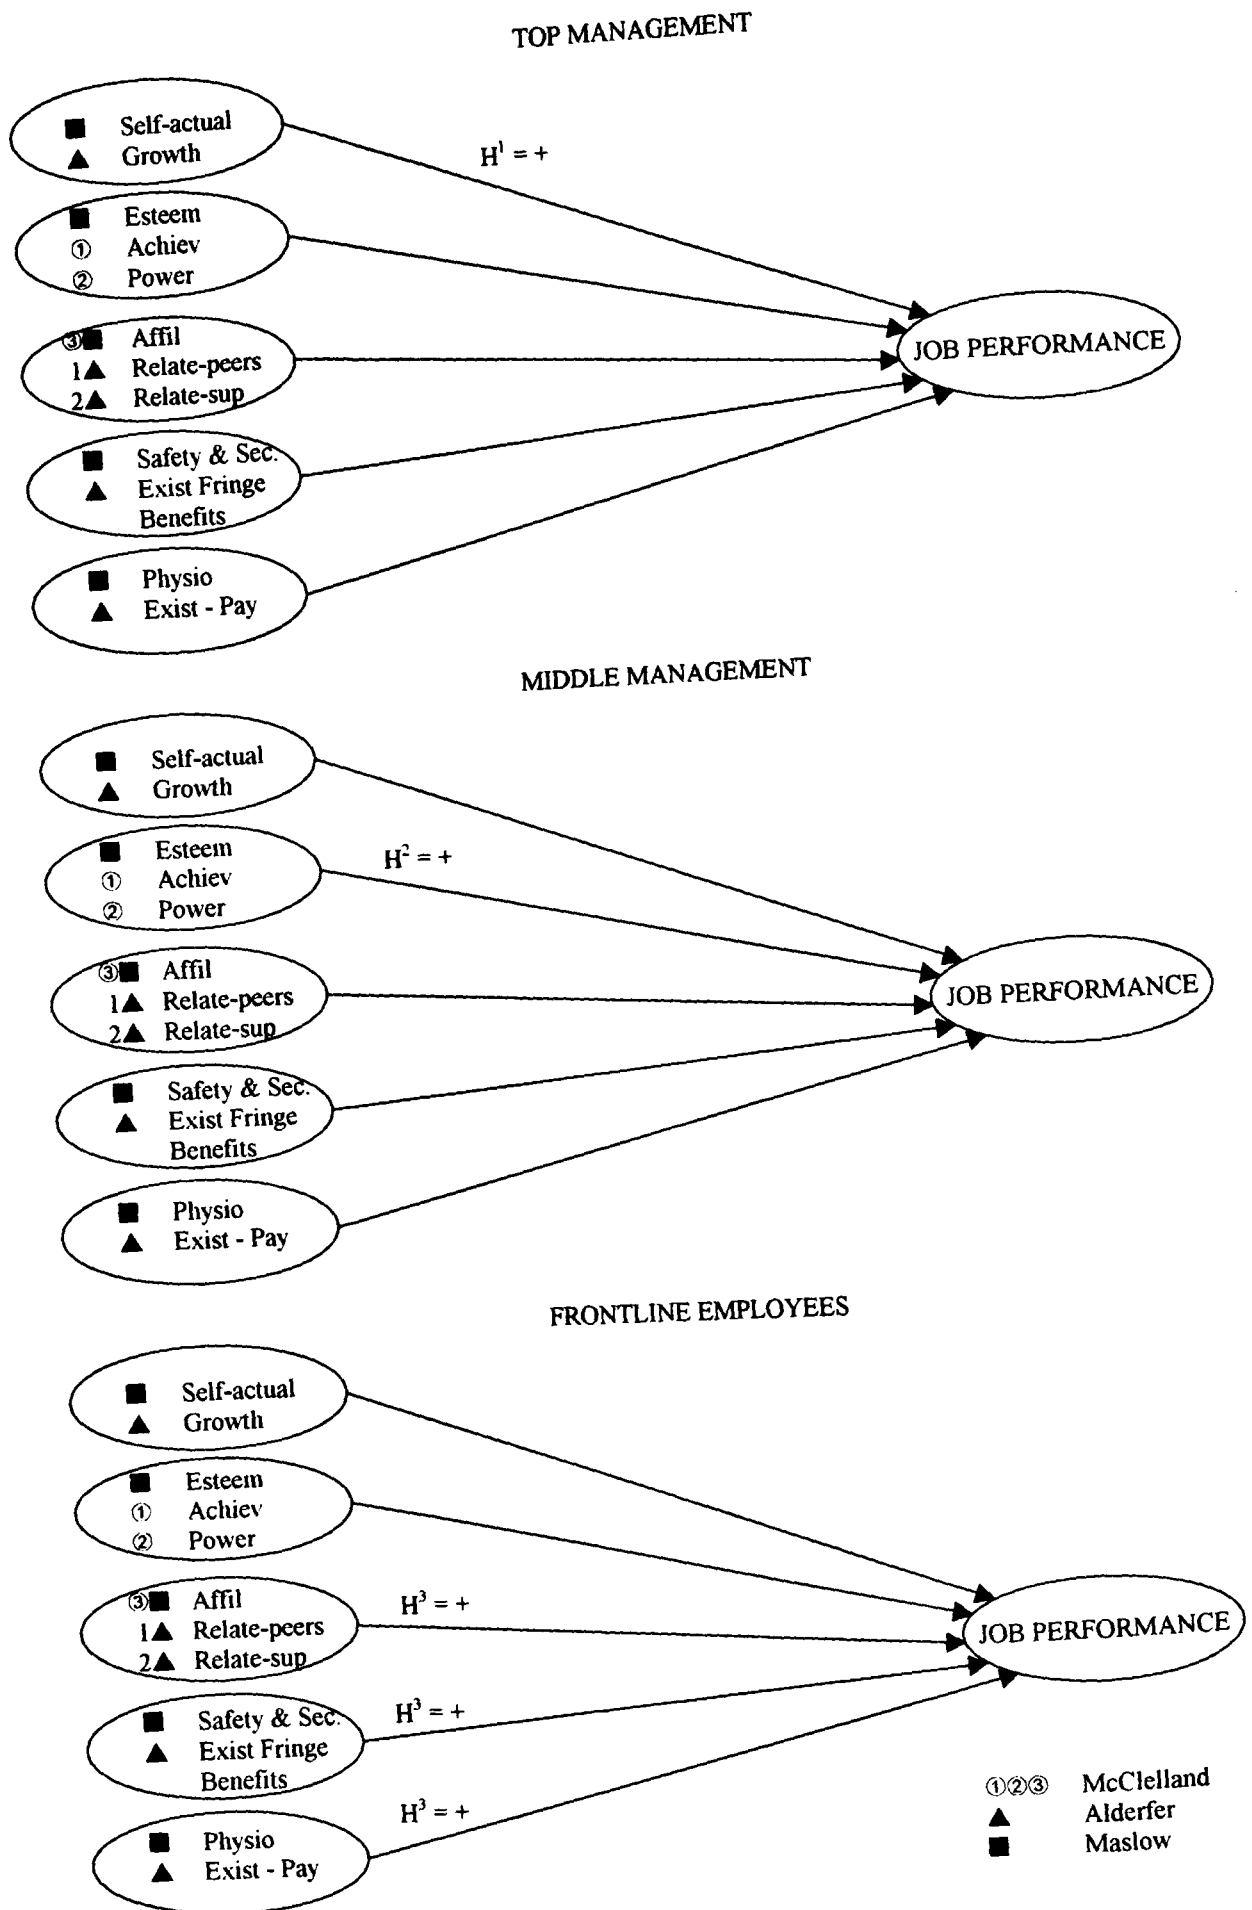 TOP MANAGEMENT
■ Self-actual
▲ Growth
H¹ = +
■ Esteem
① Achiev
② Power
③■ Affil
1▲ Relate-peers
2▲ Relate-sup
JOB PERFORMANCE
■ Safety & Sec.
▲ Exist Fringe
Benefits
■ Physio
▲ Exist - Pay
MIDDLE MANAGEMENT
■ Self-actual
▲ Growth
■ Esteem
① Achiev
② Power
H² = +
③■ Affil
1▲ Relate-peers
2▲ Relate-sup
JOB PERFORMANCE
■ Safety & Sec.
▲ Exist Fringe
Benefits
■ Physio
▲ Exist - Pay
FRONTLINE EMPLOYEES
■ Self-actual
▲ Growth
■ Esteem
① Achiev
② Power
③■ Affil
1▲ Relate-peers
2▲ Relate-sup
H³ = +
JOB PERFORMANCE
■ Safety & Sec.
▲ Exist Fringe
Benefits
H³ = +
■ Physio
▲ Exist - Pay
H³ = +
①②③ McClelland
▲ Alderfer
■ Maslow